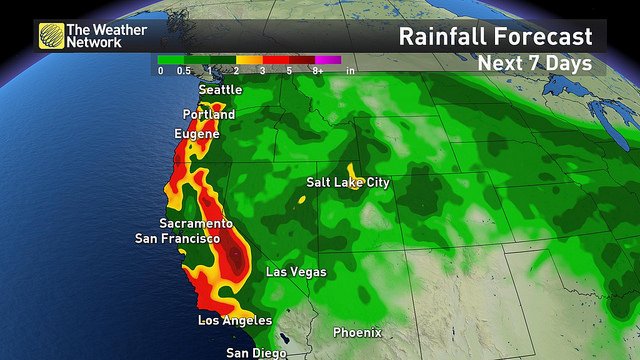 The Weather
Network
Rainfall Forecast
Next 7 Days
0 0.5 1 2 3 5 8+ in
Seattle
Portland
Eugene
Salt Lake City
Sacramento
San Francisco
Las Vegas
Los Angeles
Phoenix
San Diego